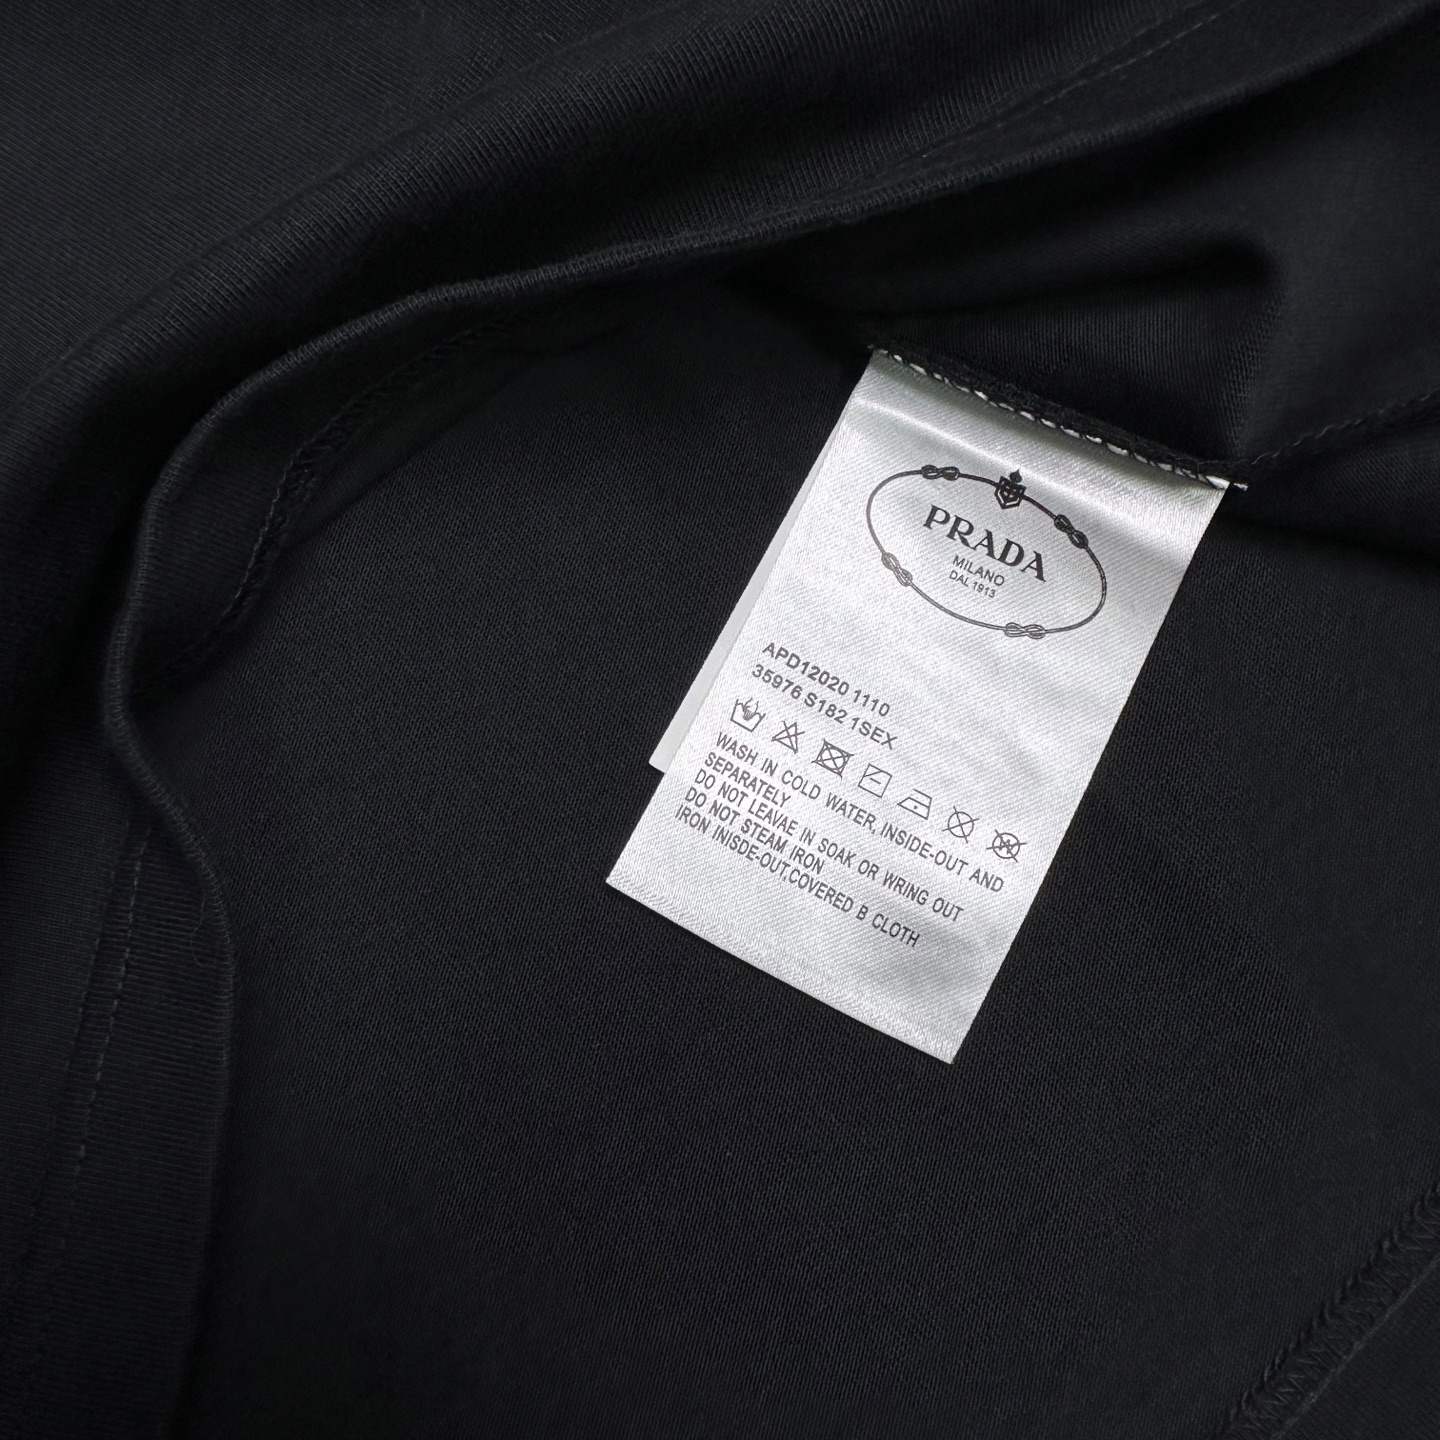 PRADA
MILANO
DAL 1913
APD12020 1110
35976 S182 1SEX
WASH IN COLD WATER, INSIDE-OUT AND
SEPARATELY
DO NOT LEAVAE IN SOAK OR WRING OUT
DO NOT STEAM IRON
IRON INISDE-OUT,COVERED B CLOTH